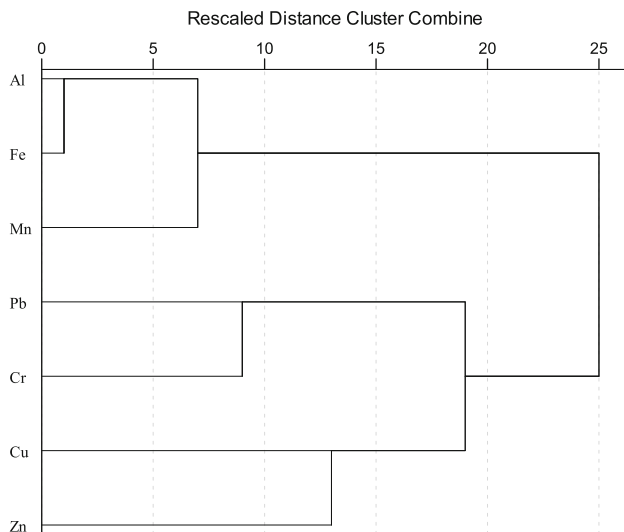 Rescaled Distance Cluster Combine
0 5 10 15 20 25
Al
Fe
Mn
Pb
Cr
Cu
Zn